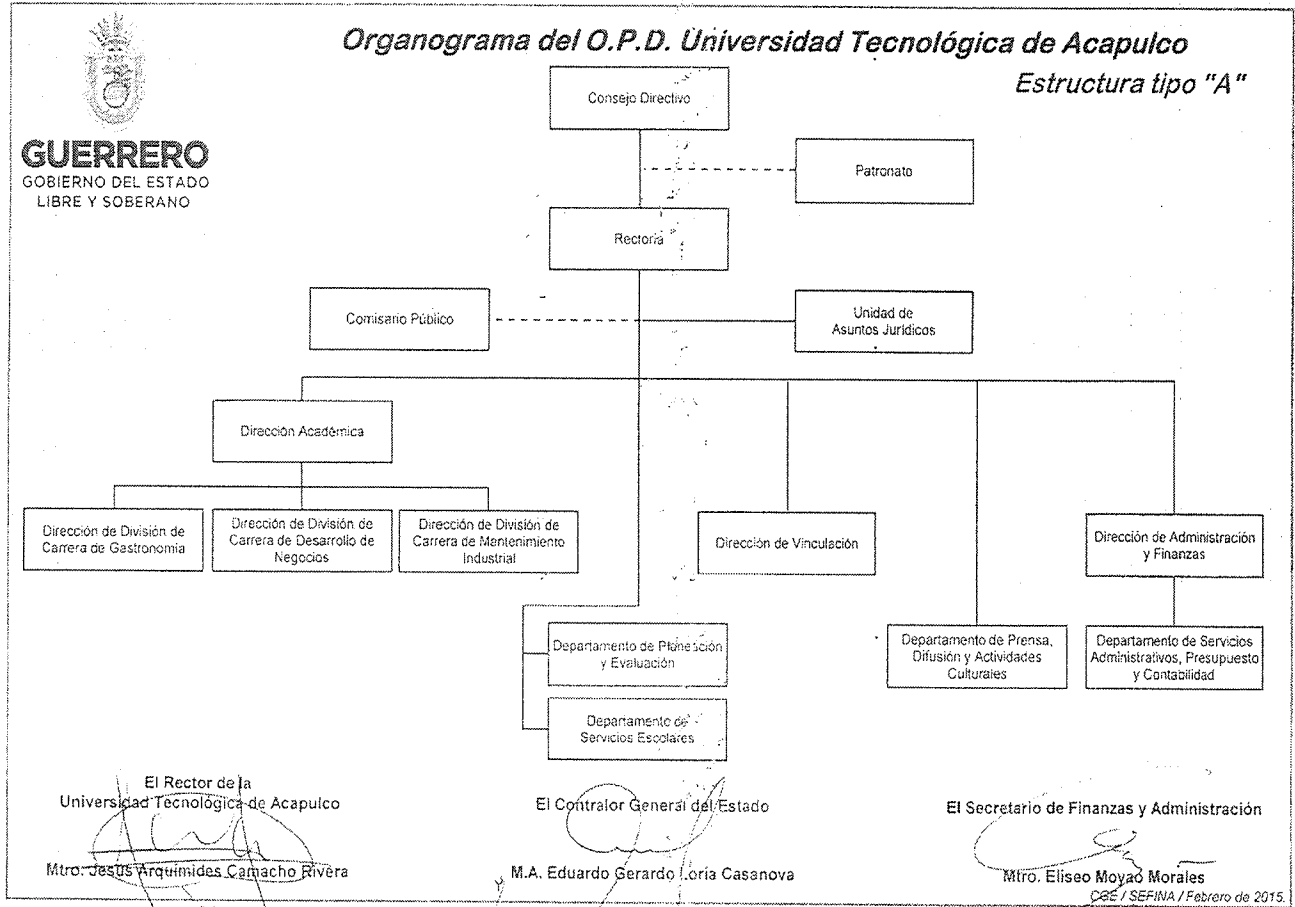 Organograma del O.P.D. Universidad Tecnológica de Acapulco
Estructura tipo "A"
GUERRERO
GOBIERNO DEL ESTADO
LIBRE Y SOBERANO
Consejo Directivo
Patronato
Rectoría
Comisario Público
Unidad de
Asuntos Jurídicos
Dirección Académica
Dirección de División de
Carrera de Gastronomía
Dirección de División de
Carrera de Desarrollo de
Negocios
Dirección de División de
Carrera de Mantenimiento
Industrial
Dirección de Vinculación
Dirección de Administración
y Finanzas
Departamento de Planeación
y Evaluación
Departamento de
Servicios Escolares
Departamento de Prensa,
Difusión y Actividades
Culturales
Departamento de Servicios
Administrativos, Presupuesto
y Contabilidad
El Rector de la
Universidad Tecnológica de Acapulco
Mtro. Jesús Arquimides Camacho Rivera
El Contralor General del Estado
M.A. Eduardo Gerardo Loria Casanova
El Secretario de Finanzas y Administración
Mtro. Eliseo Moyao Morales
CGE / SEFINA / Febrero de 2015.